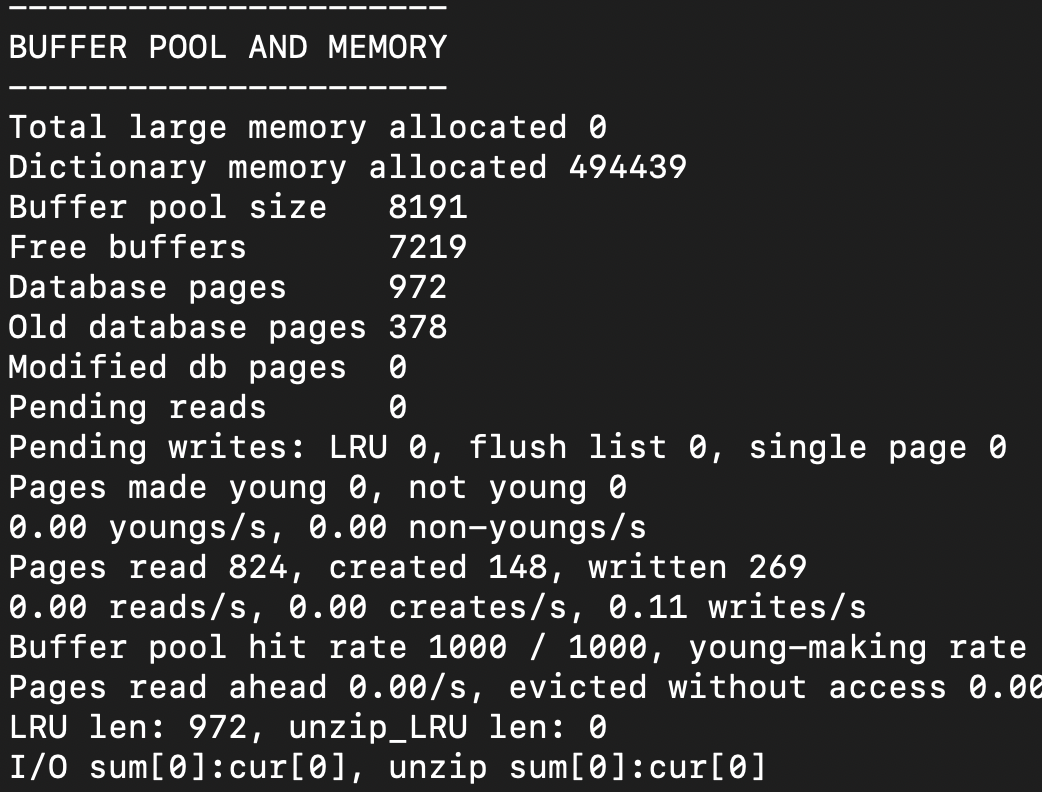 ----------------------
BUFFER POOL AND MEMORY
----------------------
Total large memory allocated 0
Dictionary memory allocated 494439
Buffer pool size   8191
Free buffers       7219
Database pages     972
Old database pages 378
Modified db pages  0
Pending reads      0
Pending writes: LRU 0, flush list 0, single page 0
Pages made young 0, not young 0
0.00 youngs/s, 0.00 non-youngs/s
Pages read 824, created 148, written 269
0.00 reads/s, 0.00 creates/s, 0.11 writes/s
Buffer pool hit rate 1000 / 1000, young-making rate
Pages read ahead 0.00/s, evicted without access 0.00
LRU len: 972, unzip_LRU len: 0
I/O sum[0]:cur[0], unzip sum[0]:cur[0]